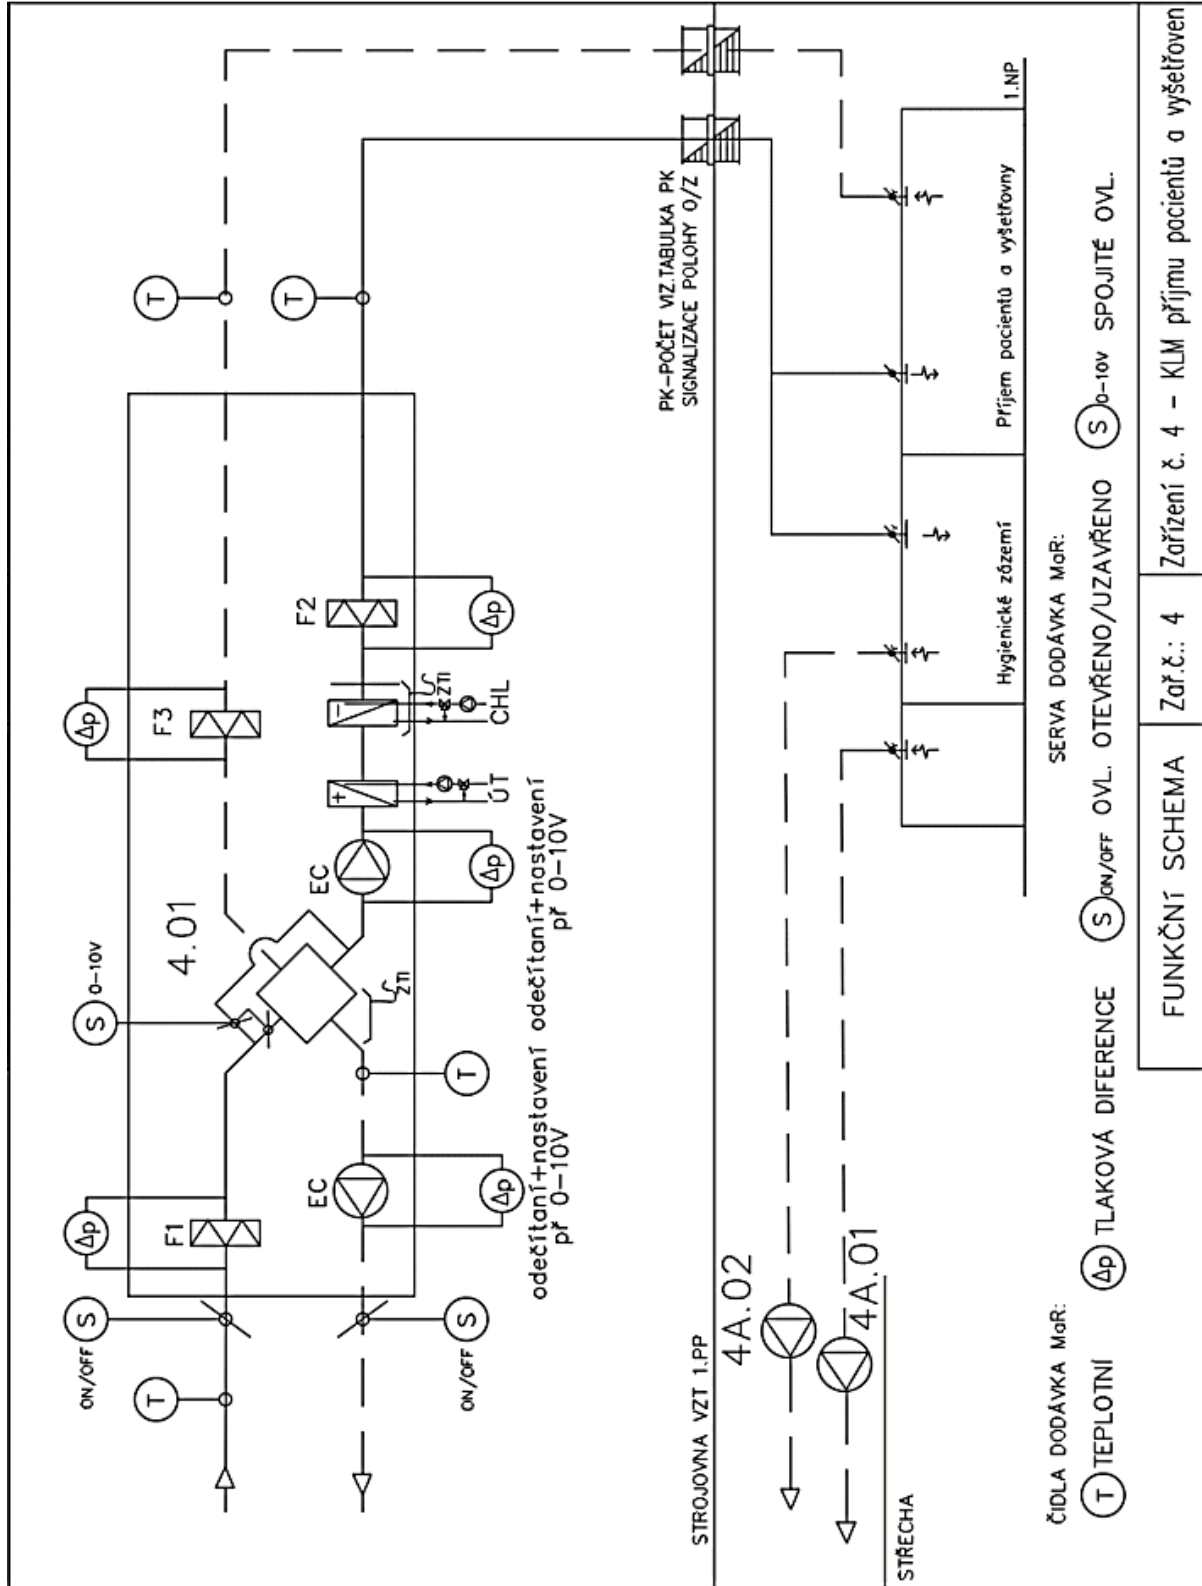 T
T
T
S ON/OFF
Δp
F1
S 0-10V
4.01
Δp
F3
ON/OFF S
EC
Δp
T
ZTI
EC
Δp
+
ÚT
-
ZTI
CHL
F2
Δp
odečítaní+nastavení
př 0-10V
odečítaní+nastavení
př 0-10V
PK-POČET VIZ.TABULKA PK
SIGNALIZACE POLOHY O/Z
STROJOVNA VZT 1.PP
4A.02
4A.01
STŘECHA
Hygienické zázemí
Příjem pacientů a vyšetřovny
1.NP
ČIDLA DODÁVKA MaR:
T TEPLOTNÍ
Δp TLAKOVÁ DIFERENCE
SERVA DODÁVKA MaR:
S ON/OFF OVL. OTEVŘENO/UZAVŘENO
S 0-10V SPOJITÉ OVL.
FUNKČNÍ SCHEMA
Zař.č.: 4
Zařízení č. 4 - KLM příjmu pacientů a vyšetřoven